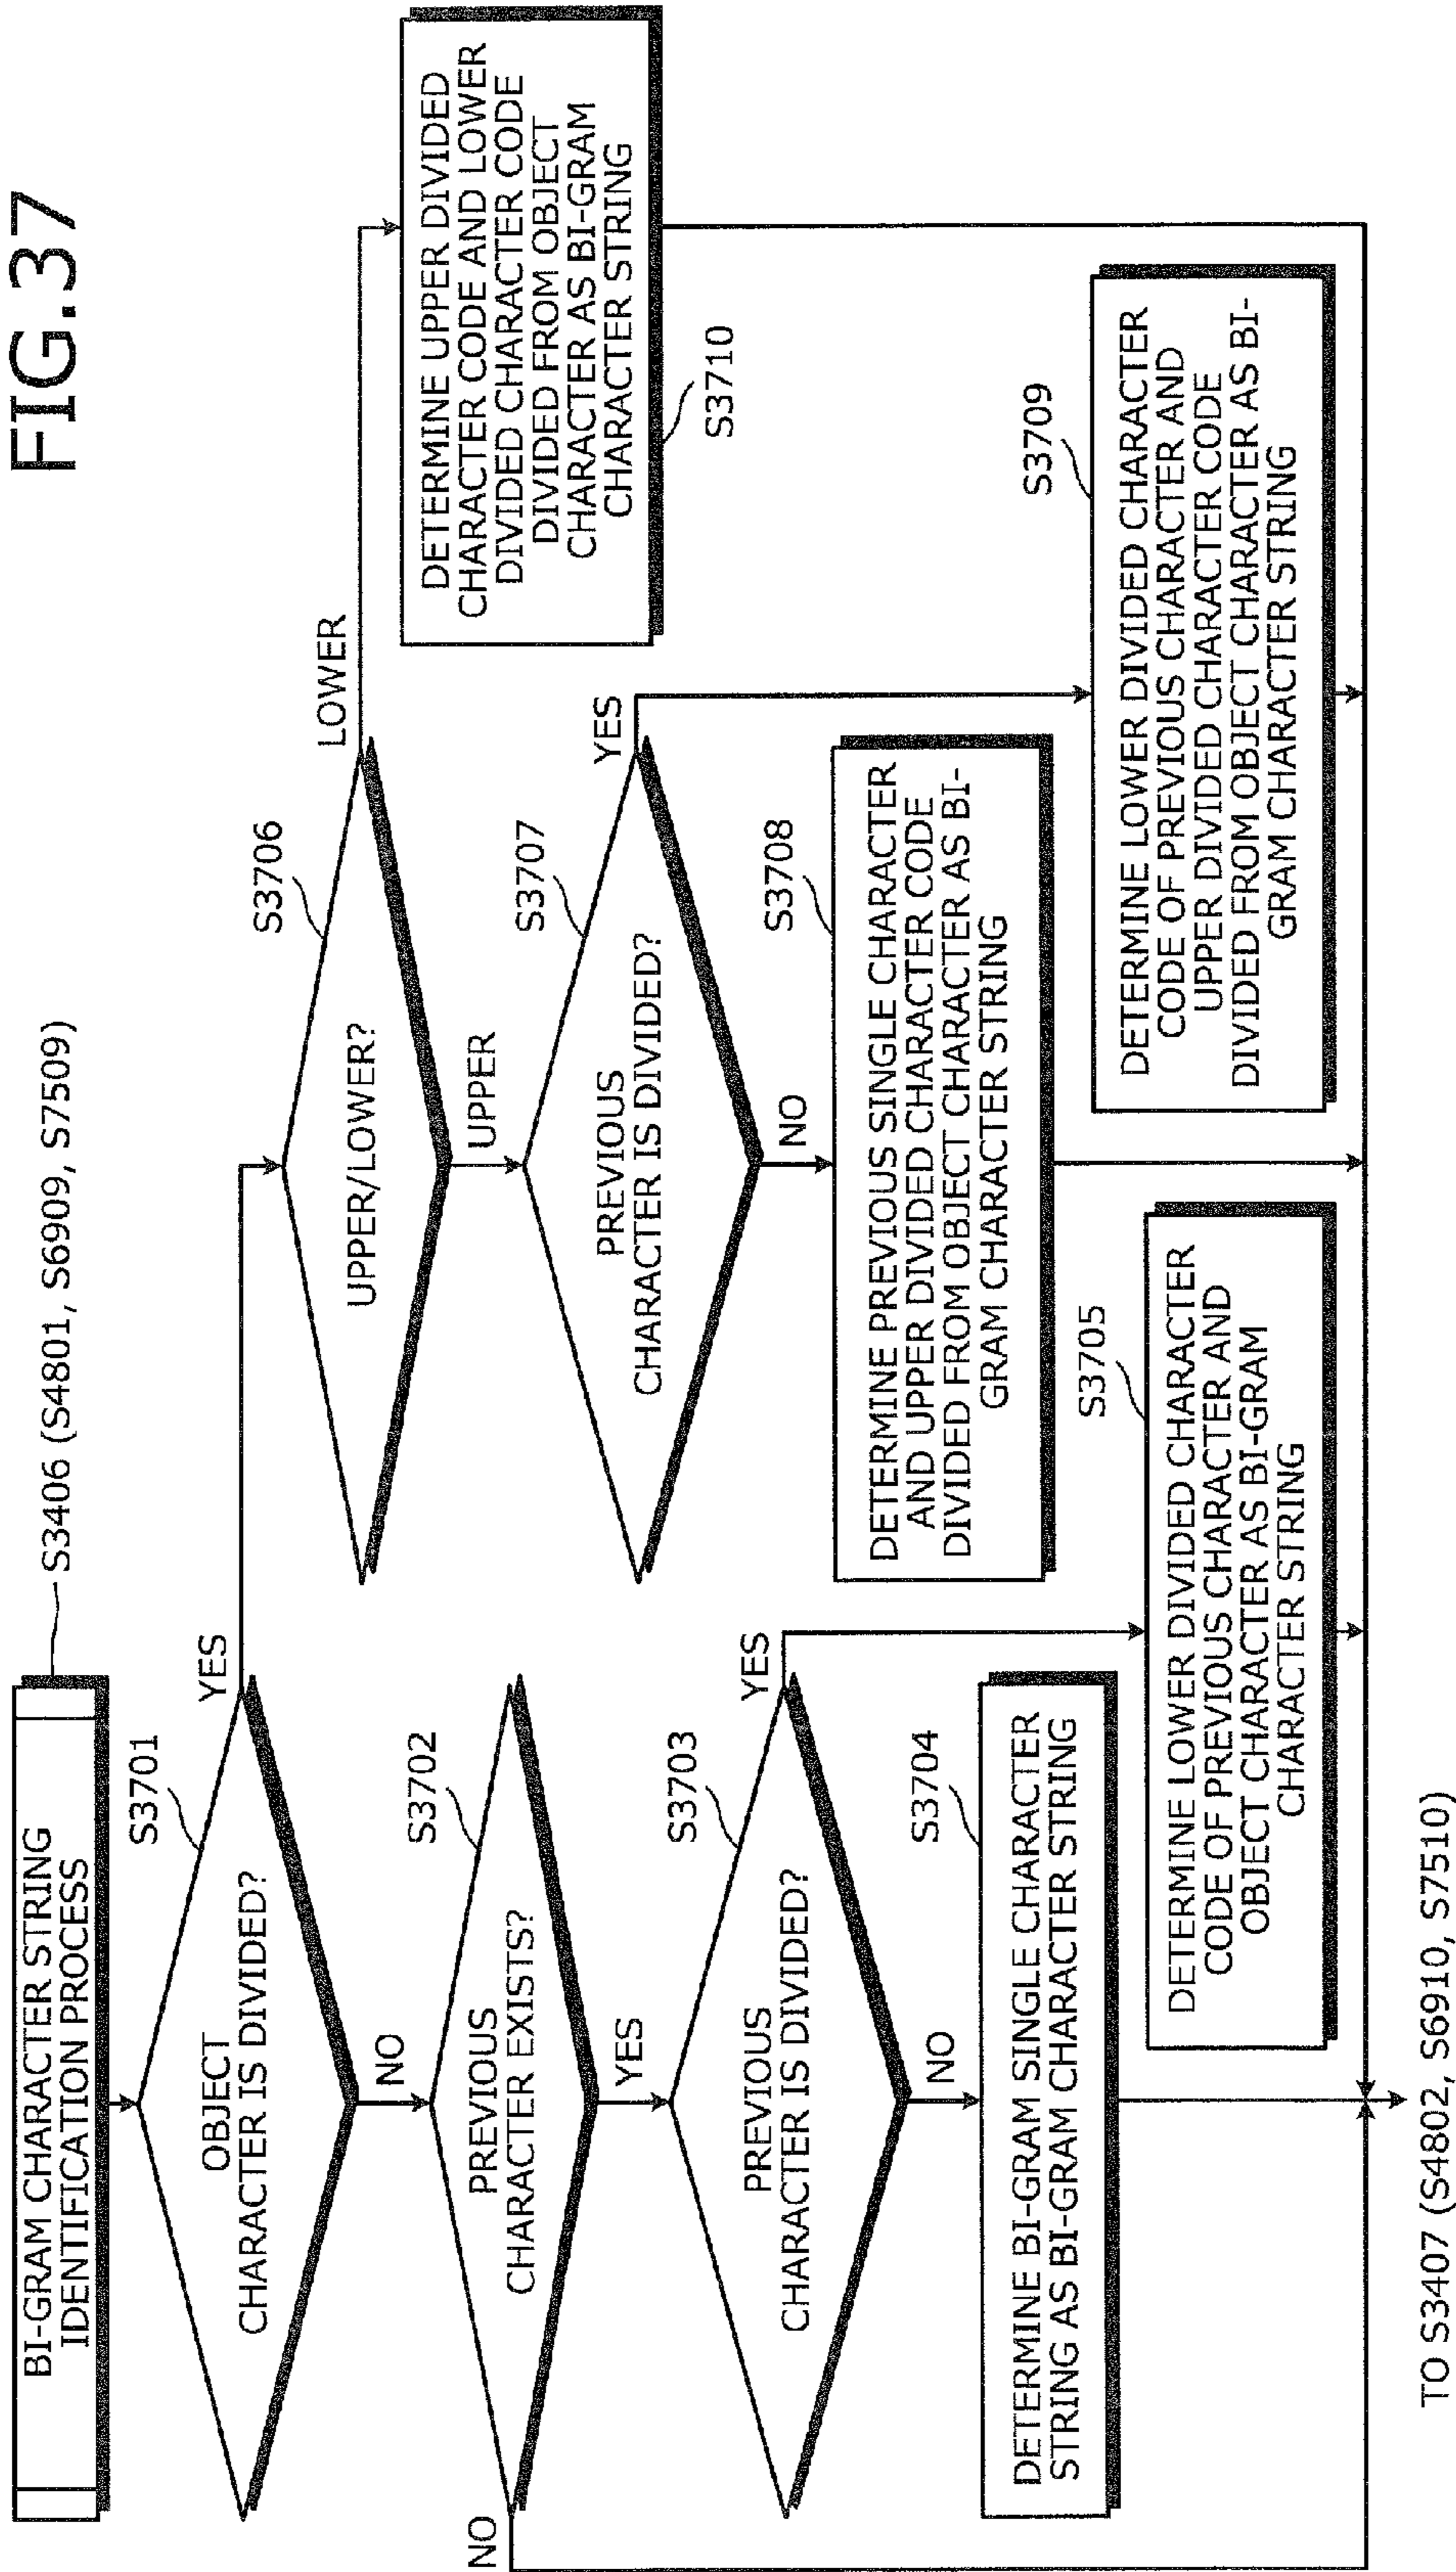 FIG.37
BI-GRAM CHARACTER STRING
IDENTIFICATION PROCESS
S3406 (S4801, S6909, S7509)
S3701
OBJECT
CHARACTER IS DIVIDED?
YES
NO
S3702
PREVIOUS
CHARACTER EXISTS?
NO
YES
S3703
PREVIOUS
CHARACTER IS DIVIDED?
YES
NO
S3704
DETERMINE BI-GRAM SINGLE CHARACTER
STRING AS BI-GRAM CHARACTER STRING
S3705
DETERMINE LOWER DIVIDED CHARACTER
CODE OF PREVIOUS CHARACTER AND
OBJECT CHARACTER AS BI-GRAM
CHARACTER STRING
S3706
UPPER/LOWER?
LOWER
UPPER
S3707
PREVIOUS
CHARACTER IS DIVIDED?
YES
NO
S3708
DETERMINE PREVIOUS SINGLE CHARACTER
AND UPPER DIVIDED CHARACTER CODE
DIVIDED FROM OBJECT CHARACTER AS BI-
GRAM CHARACTER STRING
S3709
DETERMINE LOWER DIVIDED CHARACTER
CODE OF PREVIOUS CHARACTER AND
UPPER DIVIDED CHARACTER CODE
DIVIDED FROM OBJECT CHARACTER AS BI-
GRAM CHARACTER STRING
DETERMINE UPPER DIVIDED
CHARACTER CODE AND LOWER
DIVIDED CHARACTER CODE
DIVIDED FROM OBJECT
CHARACTER AS BI-GRAM
CHARACTER STRING
S3710
TO S3407 (S4802, S6910, S7510)